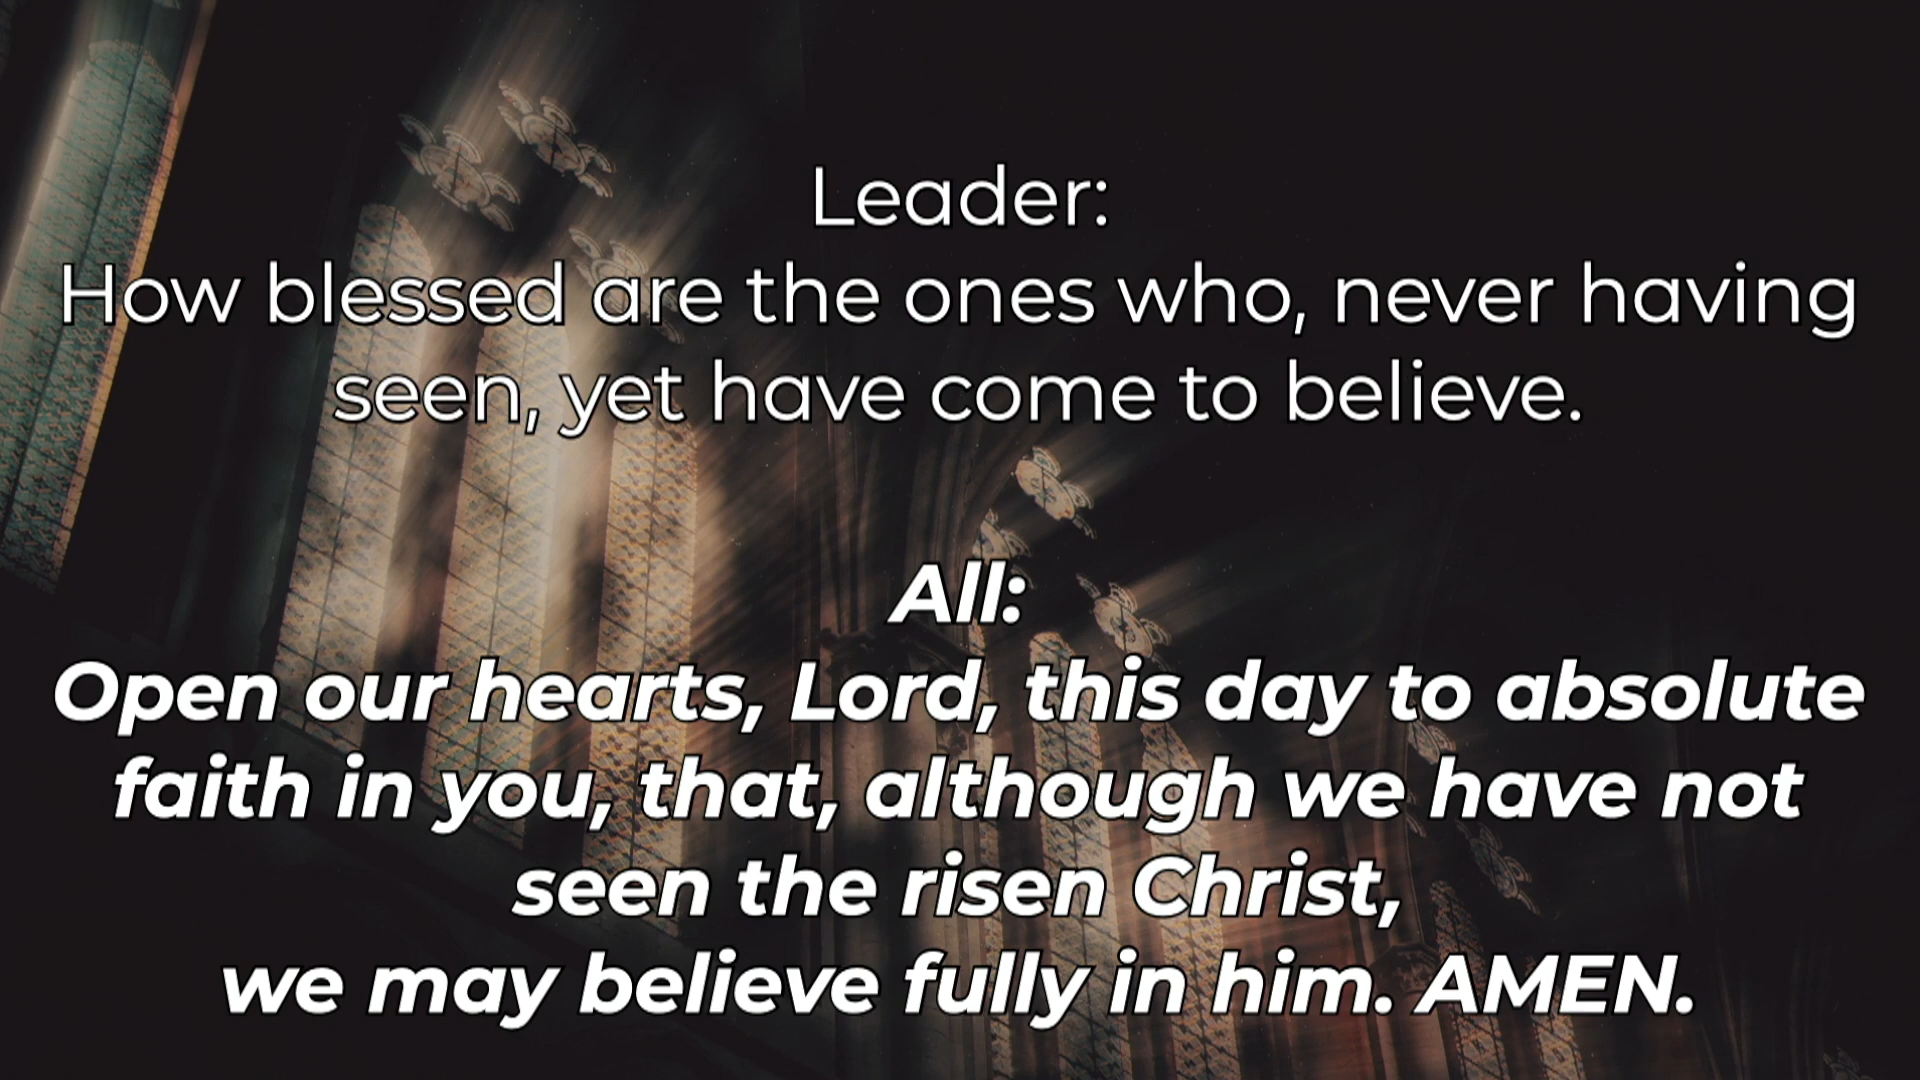 Leader:
How blessed are the ones who, never having
seen, yet have come to believe.
All:
Open our hearts, Lord, this day to absolute
faith in you, that, although we have not
seen the risen Christ,
we may believe fully in him. AMEN.